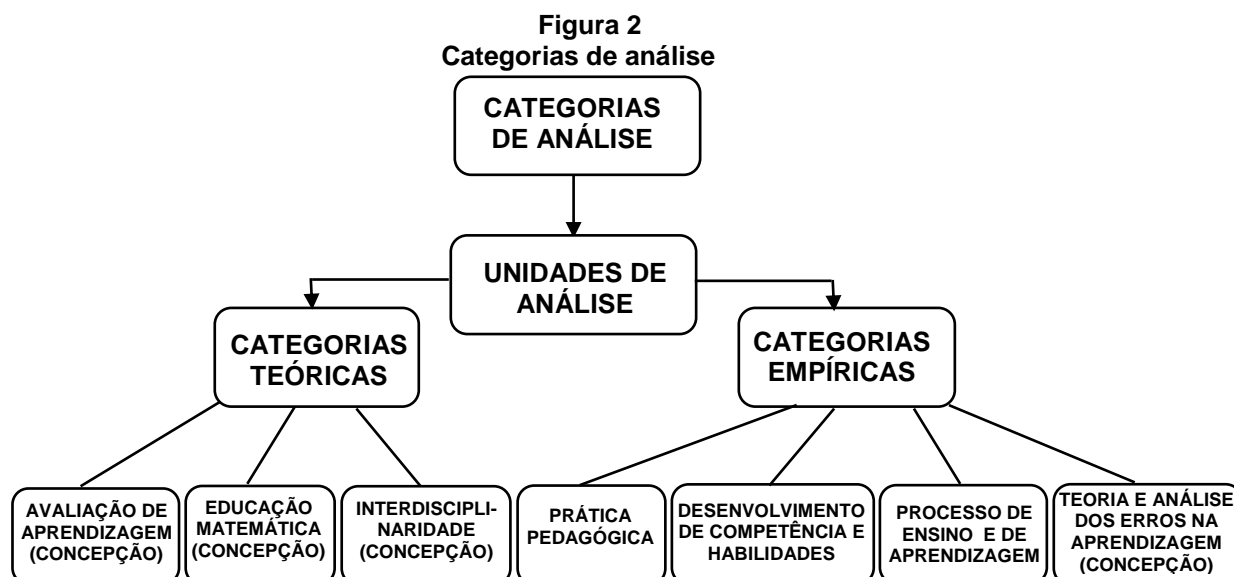 Figura 2
Categorias de análise
CATEGORIAS
DE ANÁLISE
UNIDADES DE
ANÁLISE
CATEGORIAS
TEÓRICAS
CATEGORIAS
EMPÍRICAS
AVALIAÇÃO DE
APRENDIZAGEM
(CONCEPÇÃO)
EDUCAÇÃO
MATEMÁTICA
(CONCEPÇÃO)
INTERDISCIPLI-
NARIDADE
(CONCEPÇÃO)
PRÁTICA
PEDAGÓGICA
DESENVOLVIMENTO
DE COMPETÊNCIA E
HABILIDADES
PROCESSO DE
ENSINO E DE
APRENDIZAGEM
TEORIA E ANÁLISE
DOS ERROS NA
APRENDIZAGEM
(CONCEPÇÃO)